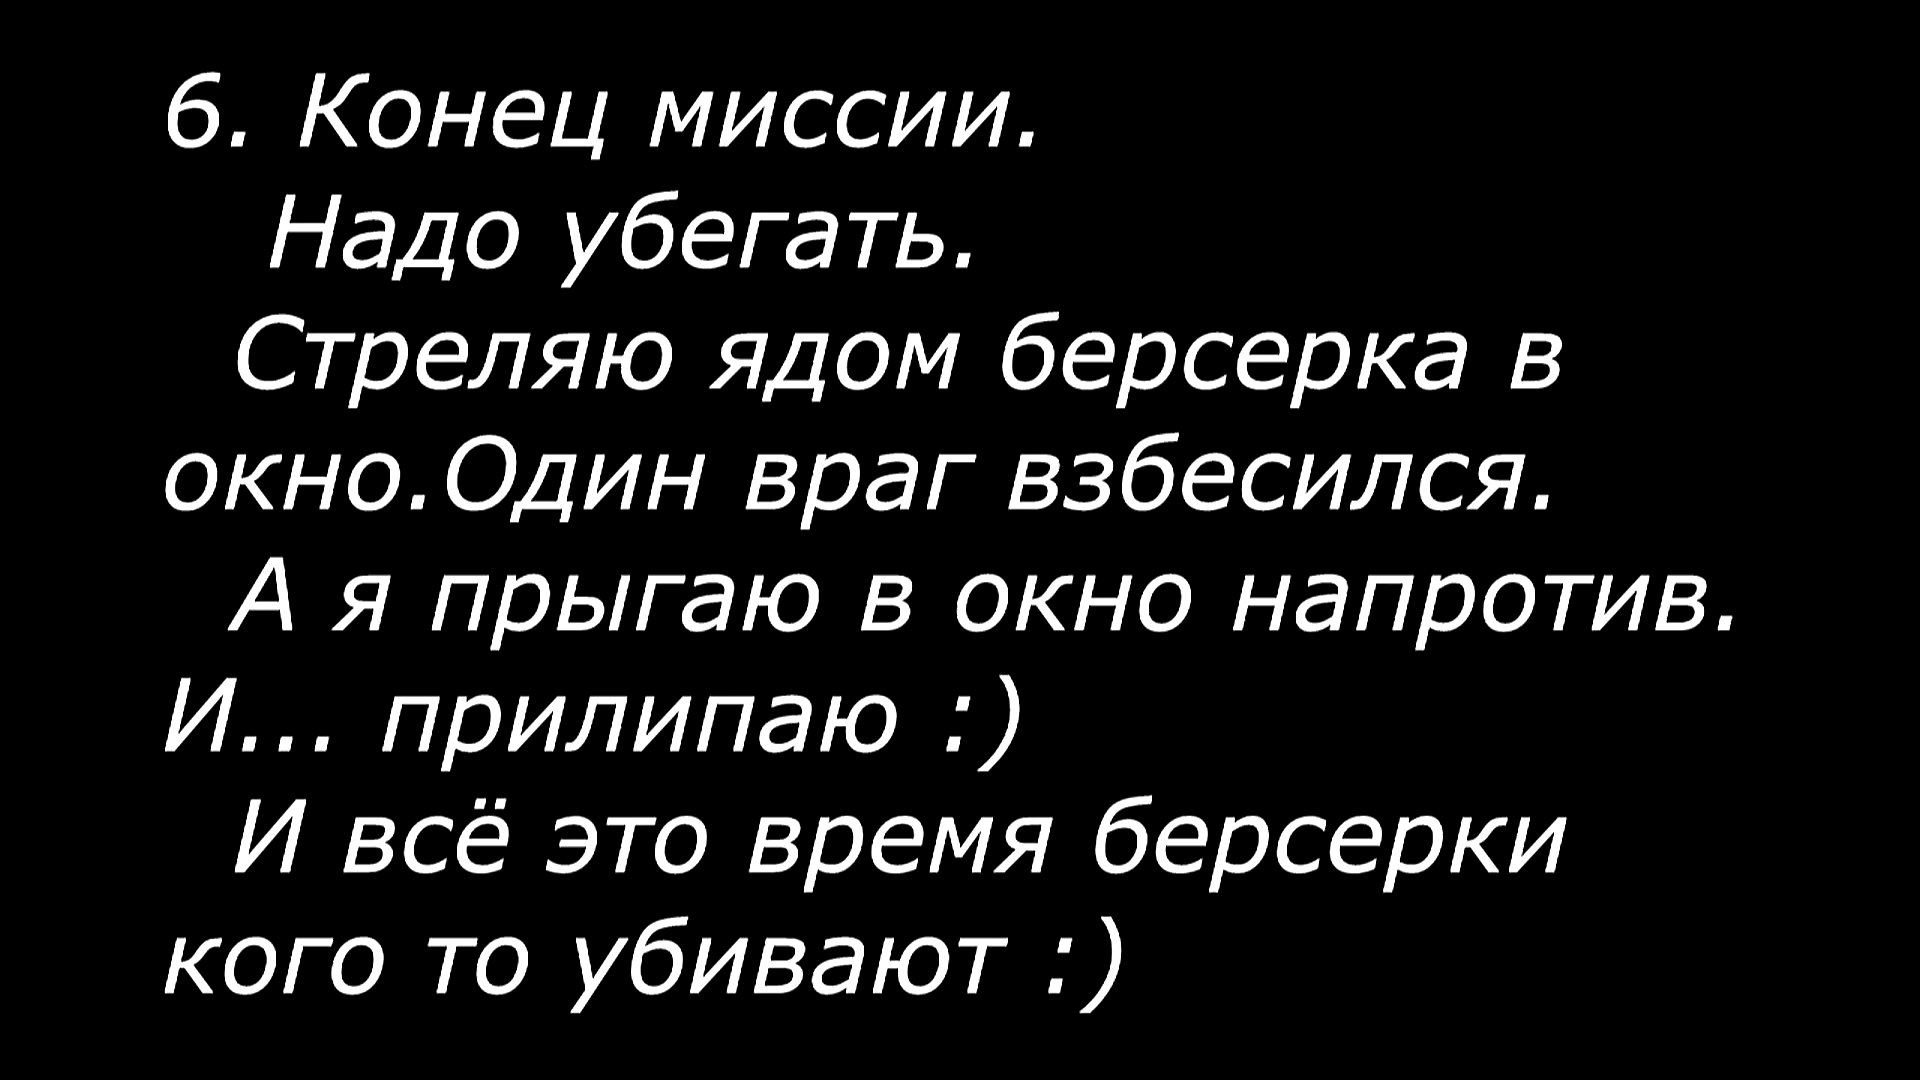 6. Конец миссии.
Надо убегать.
Стреляю ядом берсерка в
окно.Один враг взбесился.
А я прыгаю в окно напротив.
И... прилипаю :)
И всё это время берсерки
кого то убивают :)